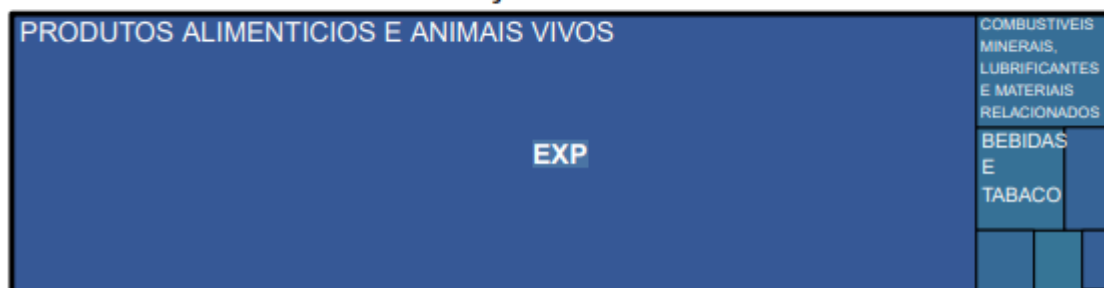 PRODUTOS ALIMENTICIOS E ANIMAIS VIVOS
EXP
COMBUSTIVEIS
MINERAIS,
LUBRIFICANTES
E MATERIAIS
RELACIONADOS
BEBIDAS
E
TABACO